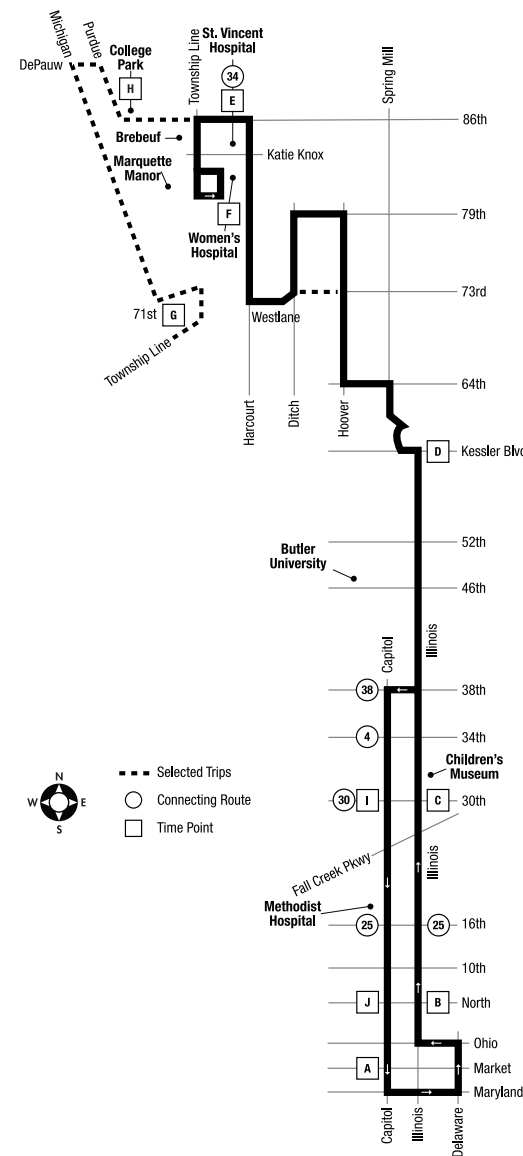 Michigan
Purdue
DePauw
College
Park
H
Township Line
St. Vincent
Hospital
34
E
Spring Mill
86th
Brebeuf
Katie Knox
Marquette
Manor
F
Women's
Hospital
79th
71st
G
Township Line
Westlane
73rd
Harcourt
Ditch
Hoover
64th
D
Kessler Blvd
52th
Butler
University
46th
Capitol
Illinois
38
38th
4
34th
Children's
Museum
30
I
C
30th
N
W
E
S
Selected Trips
Connecting Route
Time Point
Fall Creek Pkwy
Illinois
Methodist
Hospital
25
25
16th
10th
J
B
North
Ohio
A
Market
Maryland
Capitol
Illinois
Delaware